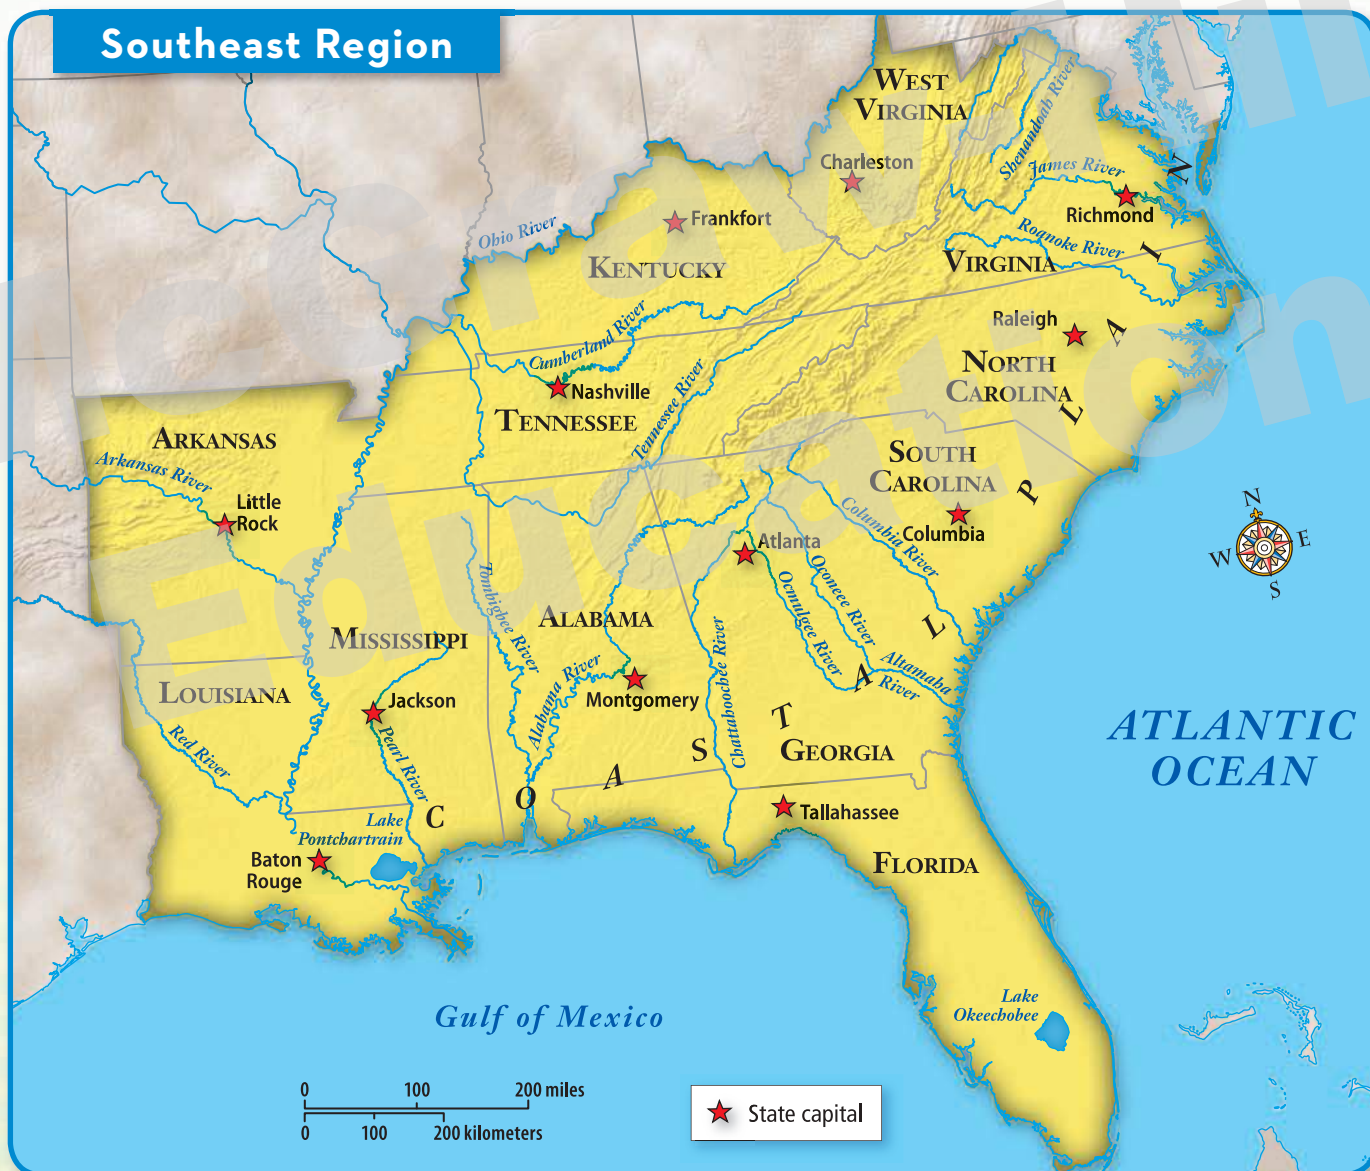 Southeast Region
WEST
VIRGINIA
Shenandoah River
Charleston
James River
Richmond
Frankfort
Ohio River
KENTUCKY
Roanoke River
VIRGINIA
Raleigh
NORTH
CAROLINA
Cumberland River
Nashville
TENNESSEE
Tennessee River
ARKANSAS
Arkansas River
Little
Rock
SOUTH
CAROLINA
Columbia
Columbia River
Atlanta
Oconeee River
Ocmulgee River
Altamaha
River
Tombigbee River
ALABAMA
Alabama River
Montgomery
Chattahoochee River
MISSISSIPPI
Jackson
Pearl River
LOUISIANA
Red River
GEORGIA
COASTAL PLAIN
Tallahassee
Lake
Pontchartrain
Baton
Rouge
FLORIDA
Lake
Okeechobee
ATLANTIC
OCEAN
Gulf of Mexico
N
W E
S
0 100 200 miles
0 100 200 kilometers
State capital
Education